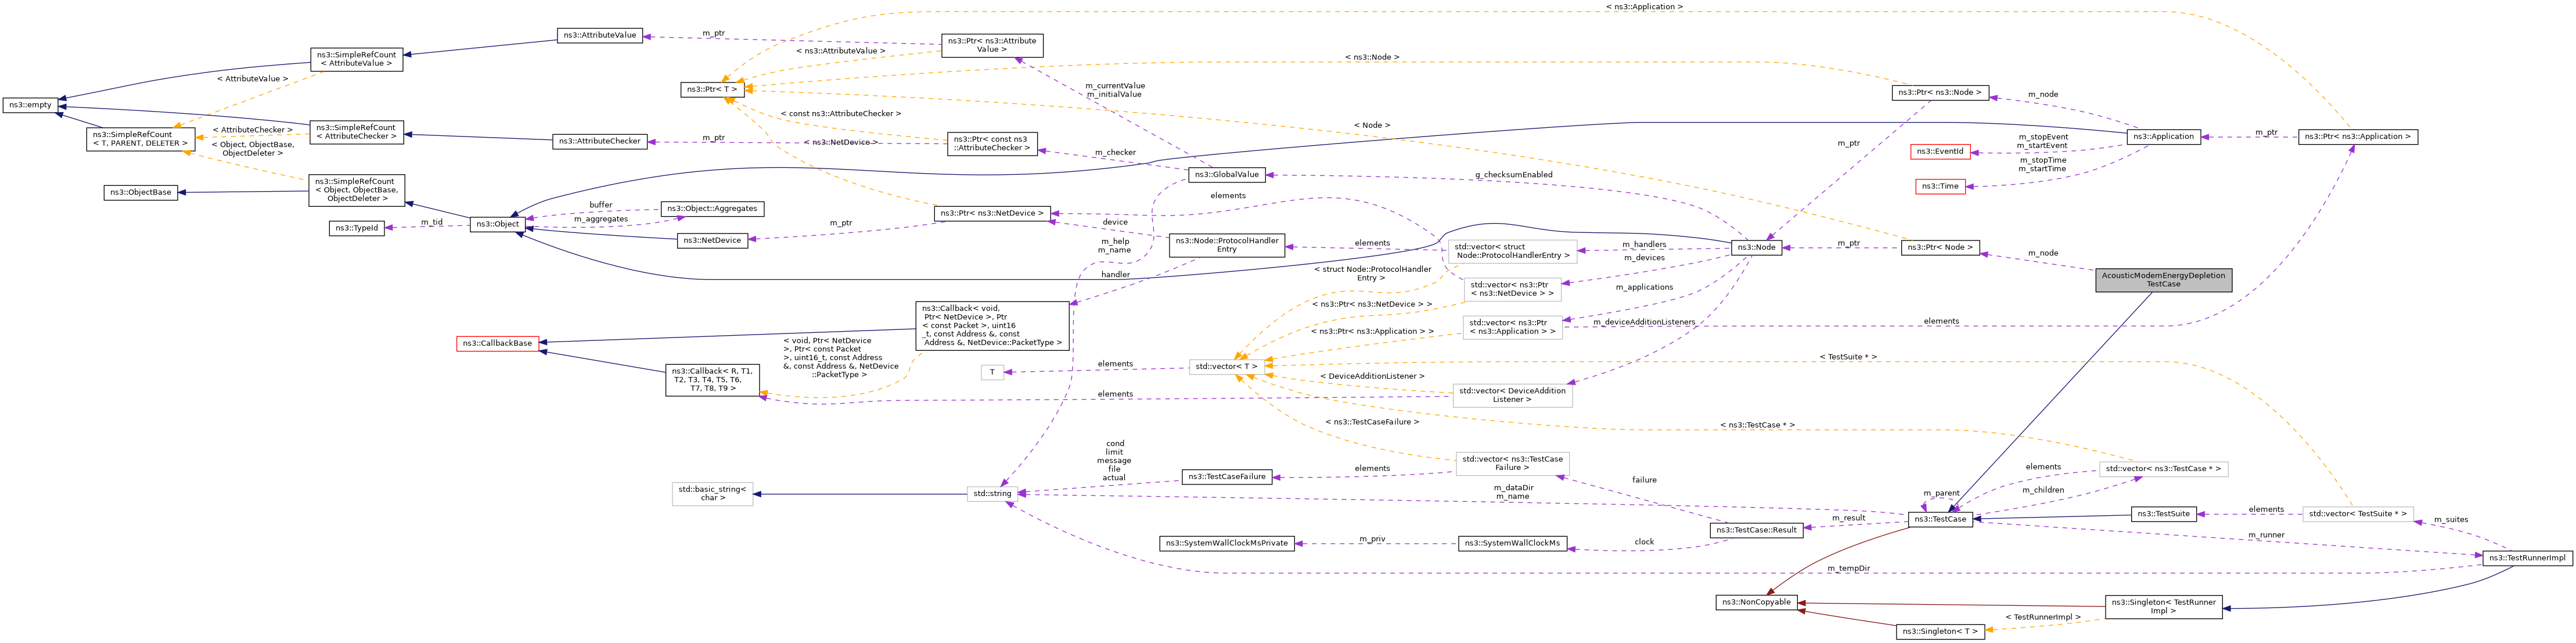 < ns3::Application >
ns3::AttributeValue
m_ptr
ns3::Ptr< ns3::Attribute
Value >
ns3::SimpleRefCount
< AttributeValue >
< ns3::AttributeValue >
< ns3::Node >
< AttributeValue >
ns3::Ptr< T >
m_currentValue
m_initialValue
ns3::Ptr< ns3::Node >
m_node
ns3::empty
< const ns3::AttributeChecker >
< Node >
ns3::SimpleRefCount
< T, PARENT, DELETER >
< AttributeChecker >
ns3::SimpleRefCount
< AttributeChecker >
ns3::AttributeChecker
m_ptr
ns3::Ptr< const ns3
::AttributeChecker >
< ns3::NetDevice >
m_checker
m_ptr
ns3::EventId
m_stopEvent
m_startEvent
ns3::Application
m_ptr
ns3::Ptr< ns3::Application >
< Object, ObjectBase,
ObjectDeleter >
m_stopTime
m_startTime
ns3::Time
ns3::GlobalValue
g_checksumEnabled
ns3::ObjectBase
ns3::SimpleRefCount
< Object, ObjectBase,
ObjectDeleter >
elements
ns3::TypeId
m_tid
ns3::Object
buffer
m_aggregates
ns3::Object::Aggregates
ns3::NetDevice
m_ptr
ns3::Ptr< ns3::NetDevice >
device
m_help
m_name
ns3::Node::ProtocolHandler
Entry
elements
std::vector< struct
Node::ProtocolHandlerEntry >
m_handlers
m_devices
ns3::Node
m_ptr
ns3::Ptr< Node >
m_node
AcousticModemEnergyDepletion
TestCase
handler
< struct Node::ProtocolHandler
Entry >
std::vector< ns3::Ptr
< ns3::NetDevice > >
m_applications
< ns3::Ptr< ns3::NetDevice > >
ns3::Callback< void,
Ptr< NetDevice >, Ptr
< const Packet >, uint16
_t, const Address &, const
Address &, NetDevice::PacketType >
< ns3::Ptr< ns3::Application > >
std::vector< ns3::Ptr
< ns3::Application > >
m_deviceAdditionListeners
elements
ns3::CallbackBase
< void, Ptr< NetDevice
>, Ptr< const Packet
>, uint16_t, const Address
&, const Address &, NetDevice
::PacketType >
ns3::Callback< R, T1,
T2, T3, T4, T5, T6,
T7, T8, T9 >
T
elements
std::vector< T >
< TestSuite * >
< DeviceAdditionListener >
elements
std::vector< DeviceAddition
Listener >
< ns3::TestCaseFailure >
< ns3::TestCase * >
cond
limit
message
file
actual
ns3::TestCaseFailure
elements
std::vector< ns3::TestCase
Failure >
failure
elements
std::vector< ns3::TestCase * >
std::basic_string<
char >
std::string
m_dataDir
m_name
m_parent
m_children
ns3::TestCase
m_result
ns3::TestCase::Result
ns3::TestSuite
elements
std::vector< TestSuite * >
m_suites
ns3::SystemWallClockMsPrivate
m_priv
ns3::SystemWallClockMs
clock
m_runner
ns3::TestRunnerImpl
m_tempDir
ns3::NonCopyable
ns3::Singleton< TestRunner
Impl >
< TestRunnerImpl >
ns3::Singleton< T >